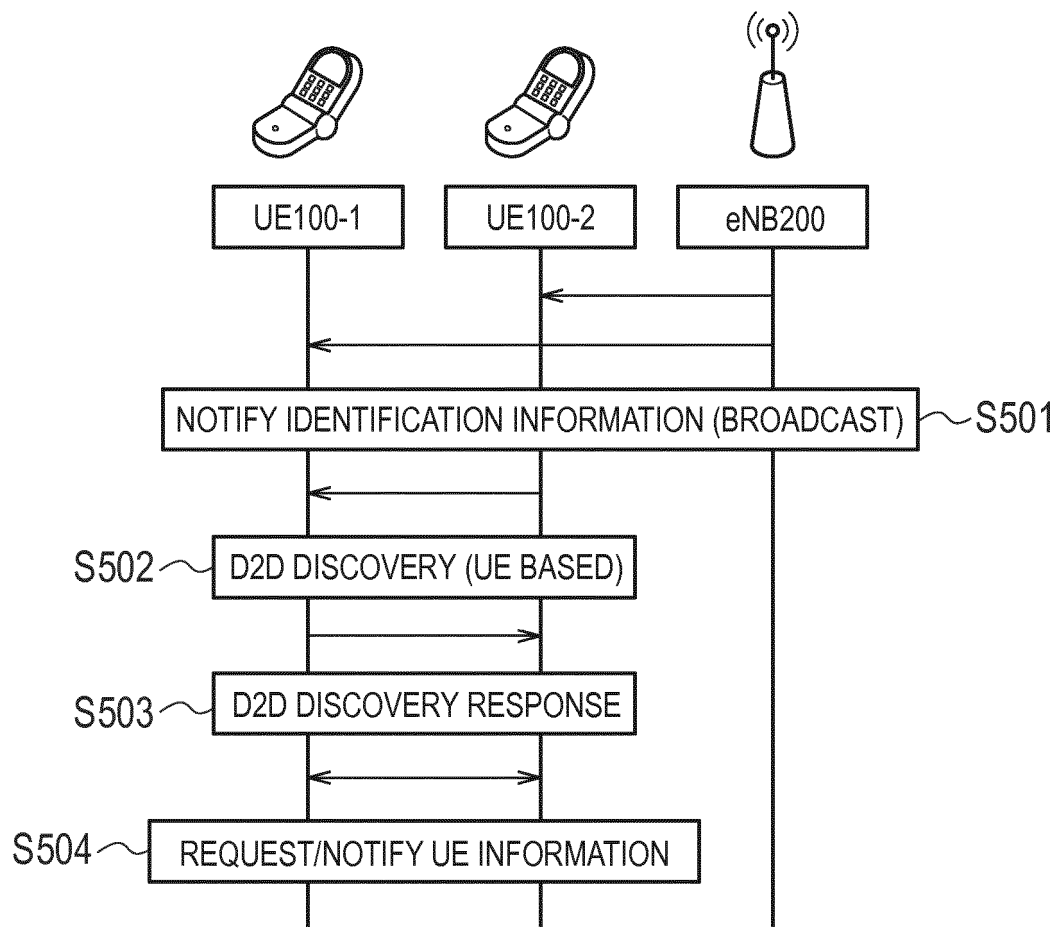 UE100-1
UE100-2
eNB200
NOTIFY IDENTIFICATION INFORMATION (BROADCAST)
S501
S502
D2D DISCOVERY (UE BASED)
S503
D2D DISCOVERY RESPONSE
S504
REQUEST/NOTIFY UE INFORMATION